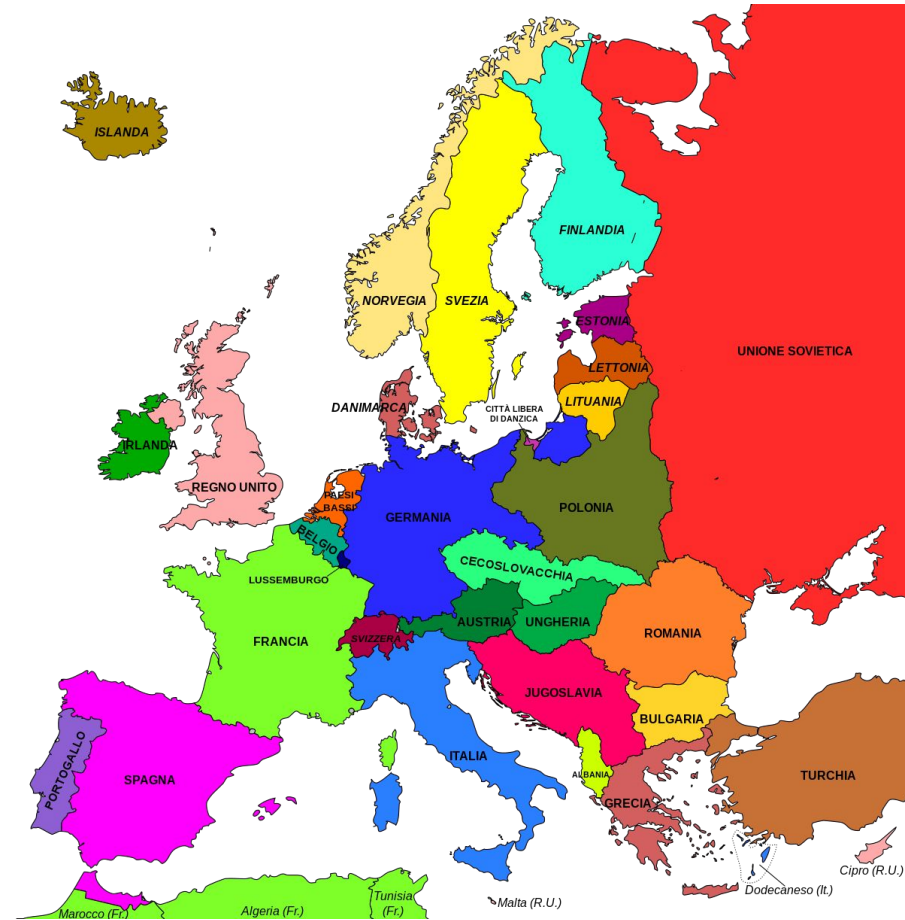 ISLANDA
FINLANDIA
NORVEGIA
SVEZIA
ESTONIA
UNIONE SOVIETICA
LETTONIA
LITUANIA
DANIMARCA
CITTÀ LIBERA
DI DANZICA
IRLANDA
REGNO UNITO
PAESI
BASSI
GERMANIA
POLONIA
BELGIO
CECOSLOVACCHIA
LUSSEMBURGO
FRANCIA
SVIZZERA
AUSTRIA
UNGHERIA
ROMANIA
JUGOSLAVIA
BULGARIA
PORTOGALLO
SPAGNA
ITALIA
ALBANIA
GRECIA
TURCHIA
Cipro (R.U.)
Dodecaneso (It.)
Malta (R.U.)
Tunisia
(Fr.)
Algeria (Fr.)
Marocco (Fr.)